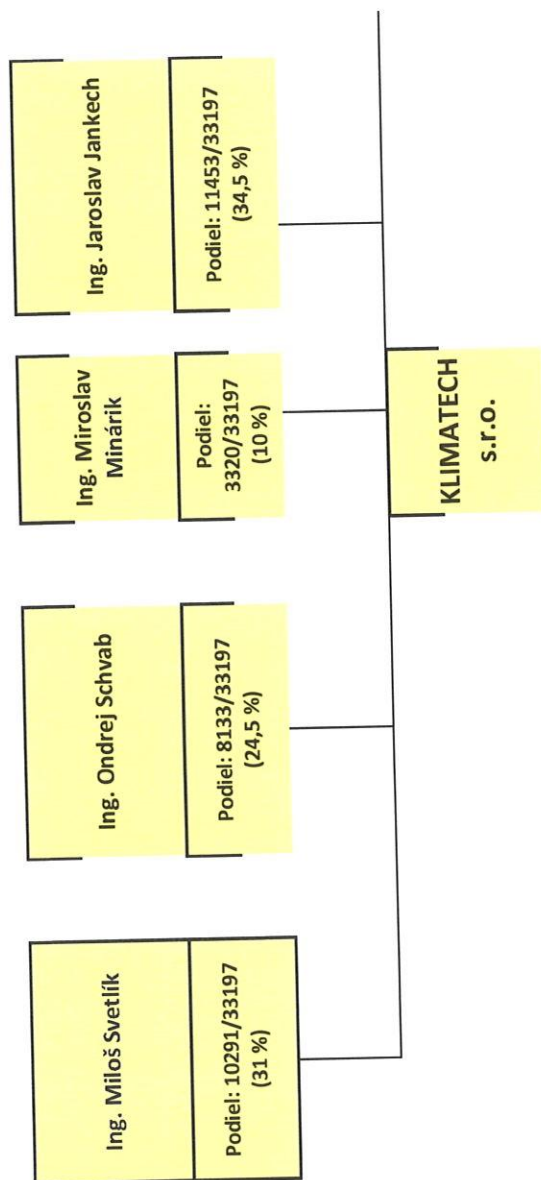 Ing. Miloš Svetlík
Podiel: 10291/33197
(31 %)
Ing. Ondrej Schvab
Podiel: 8133/33197
(24,5 %)
Ing. Miroslav
Minárik
Podiel:
3320/33197
(10 %)
Ing. Jaroslav Jankech
Podiel: 11453/33197
(34,5 %)
KLIMATECH
s.r.o.